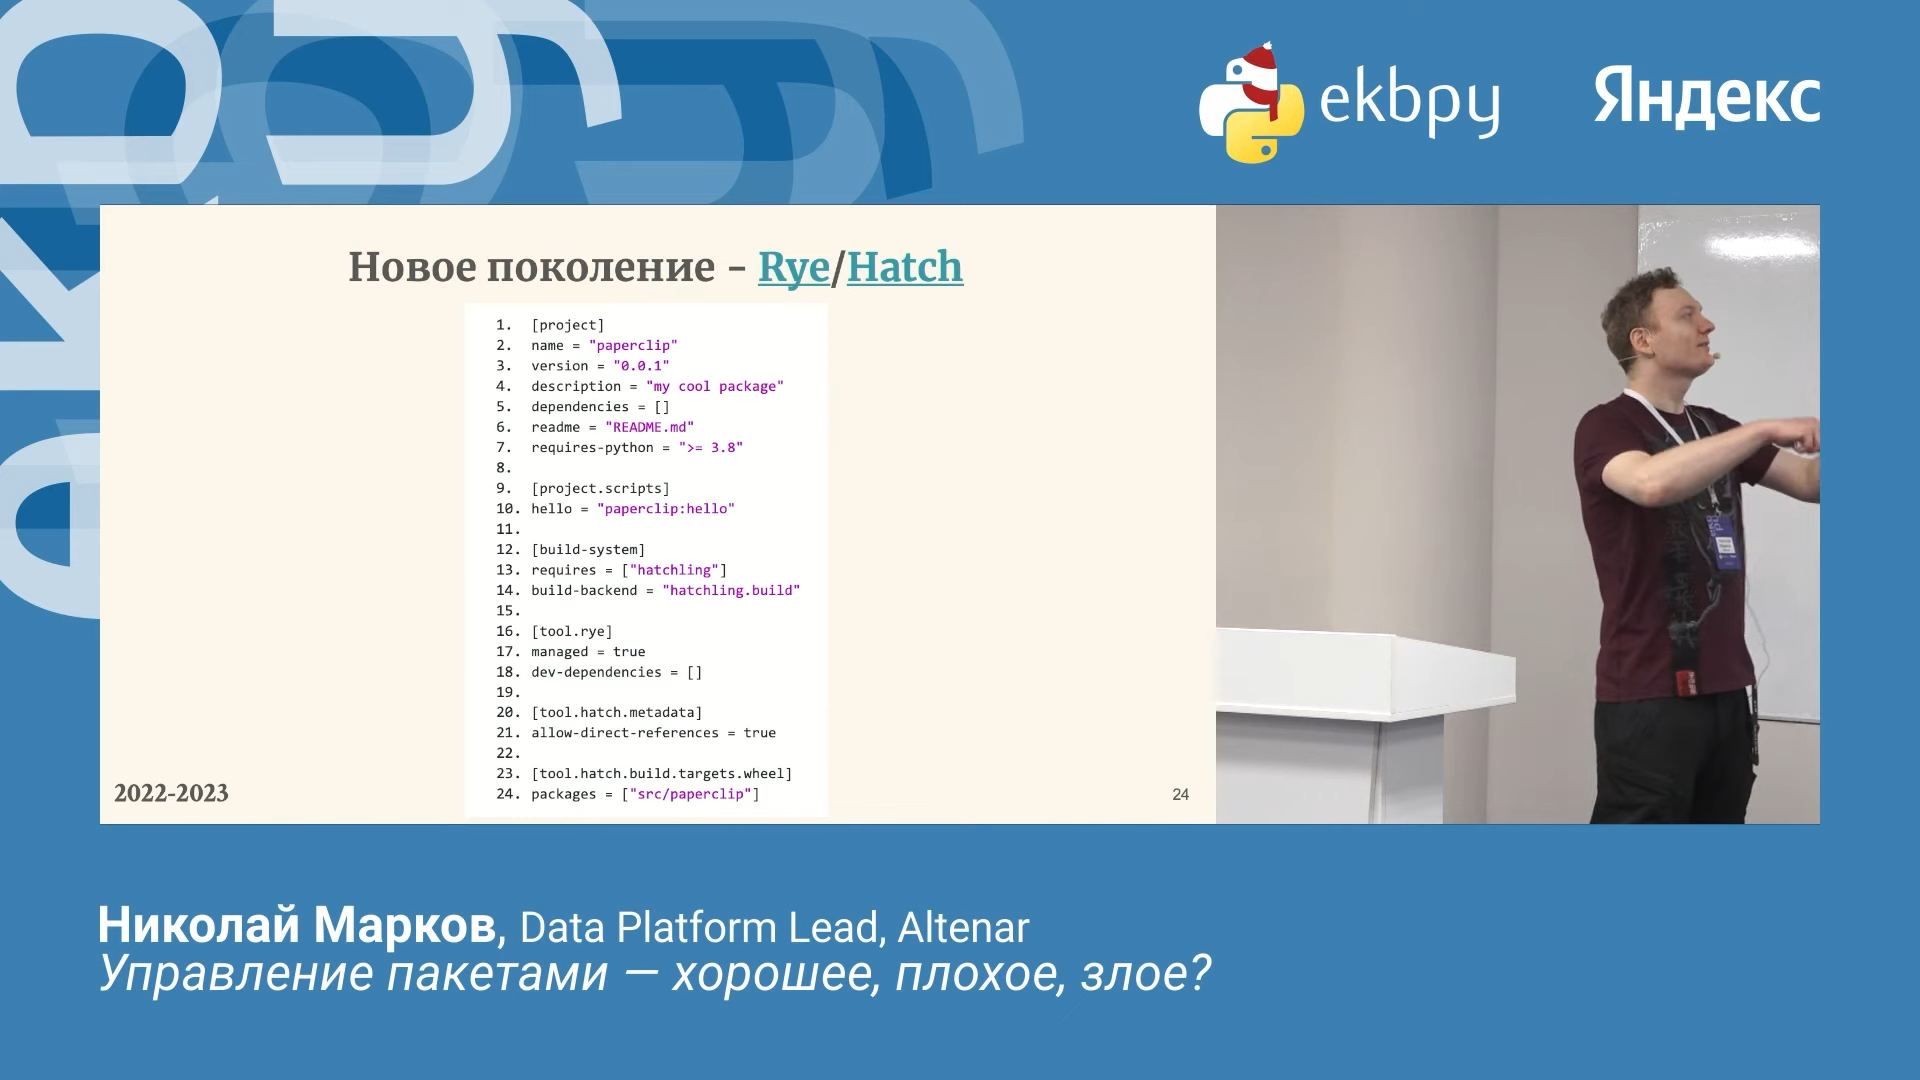 ekbpy
Яндекс
Новое поколение - Rye/Hatch
1. [project]
2. name = "paperclip"
3. version = "0.0.1"
4. description = "my cool package"
5. dependencies = []
6. readme = "README.md"
7. requires-python = ">= 3.8"
8.
9. [project.scripts]
10. hello = "paperclip:hello"
11.
12. [build-system]
13. requires = ["hatchling"]
14. build-backend = "hatchling.build"
15.
16. [tool.rye]
17. managed = true
18. dev-dependencies = []
19.
20. [tool.hatch.metadata]
21. allow-direct-references = true
22.
23. [tool.hatch.build.targets.wheel]
24. packages = ["src/paperclip"]
2022-2023
24
Николай Марков, Data Platform Lead, Altenar
Управление пакетами — хорошее, плохое, злое?